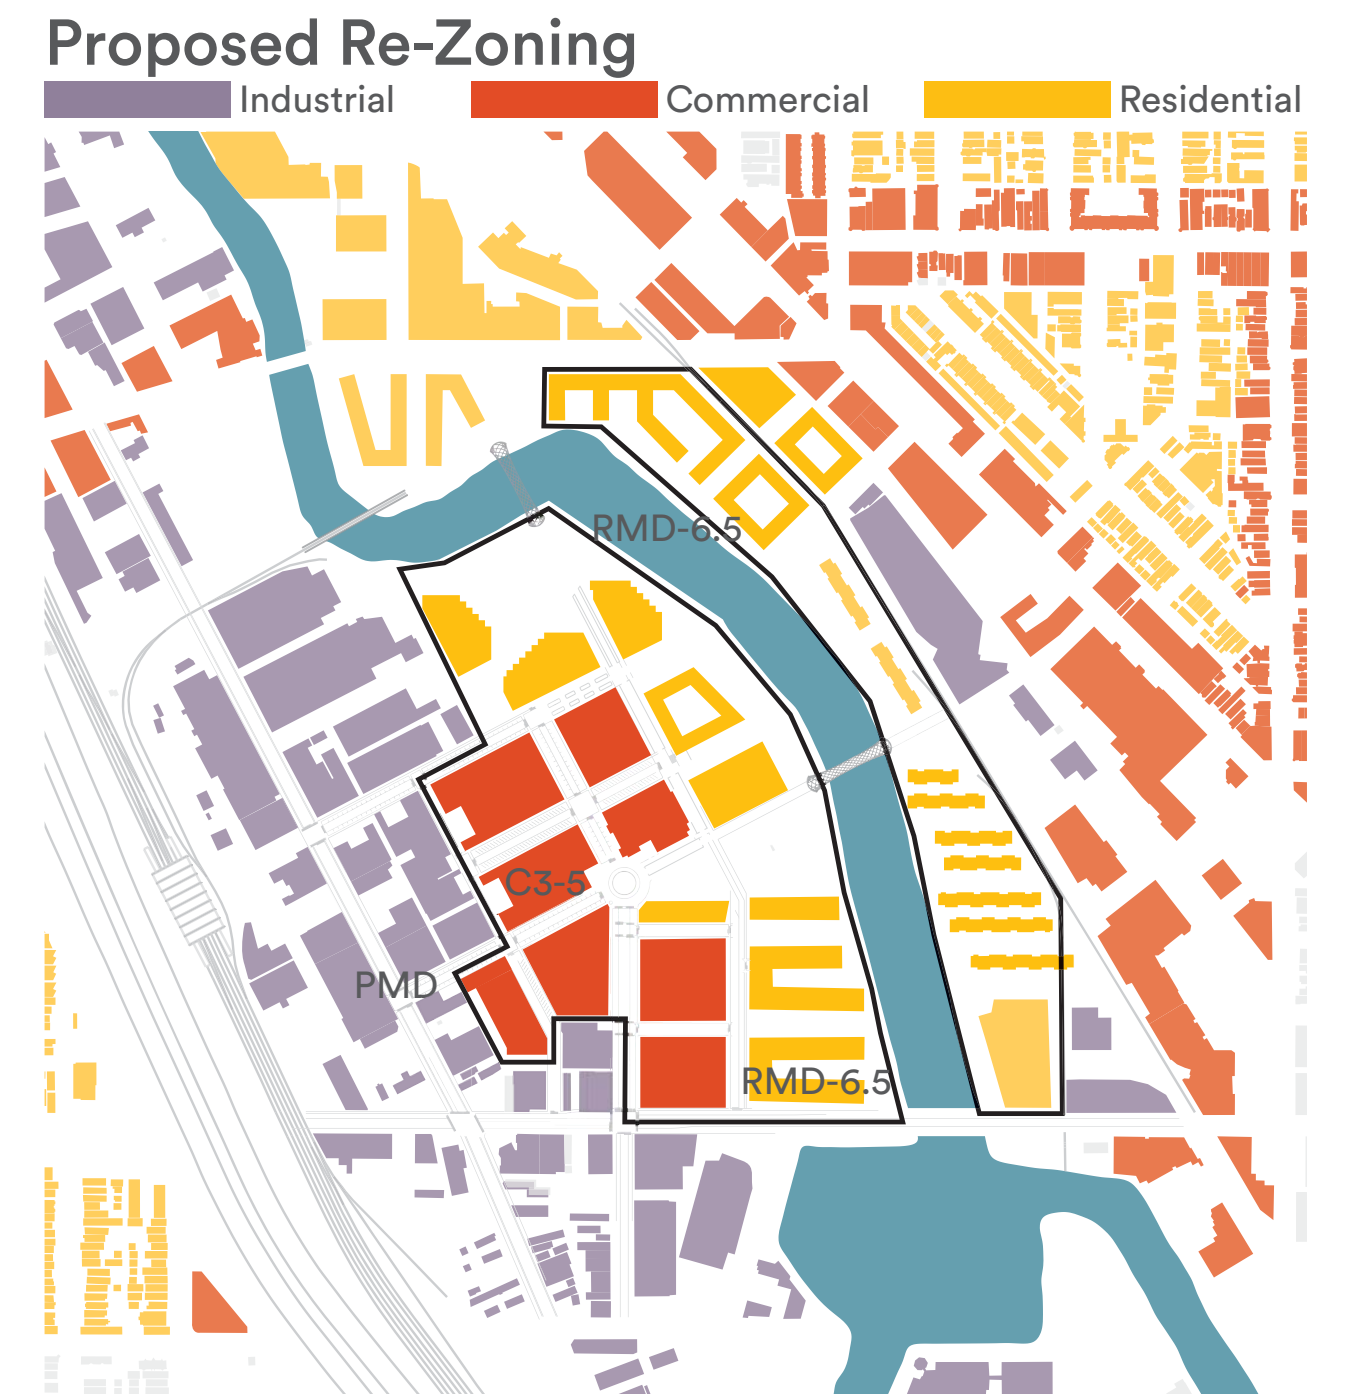 Proposed Re-Zoning
Industrial
Commercial
Residential
RMD-6.5
C3-5
PMD
RMD-6.5